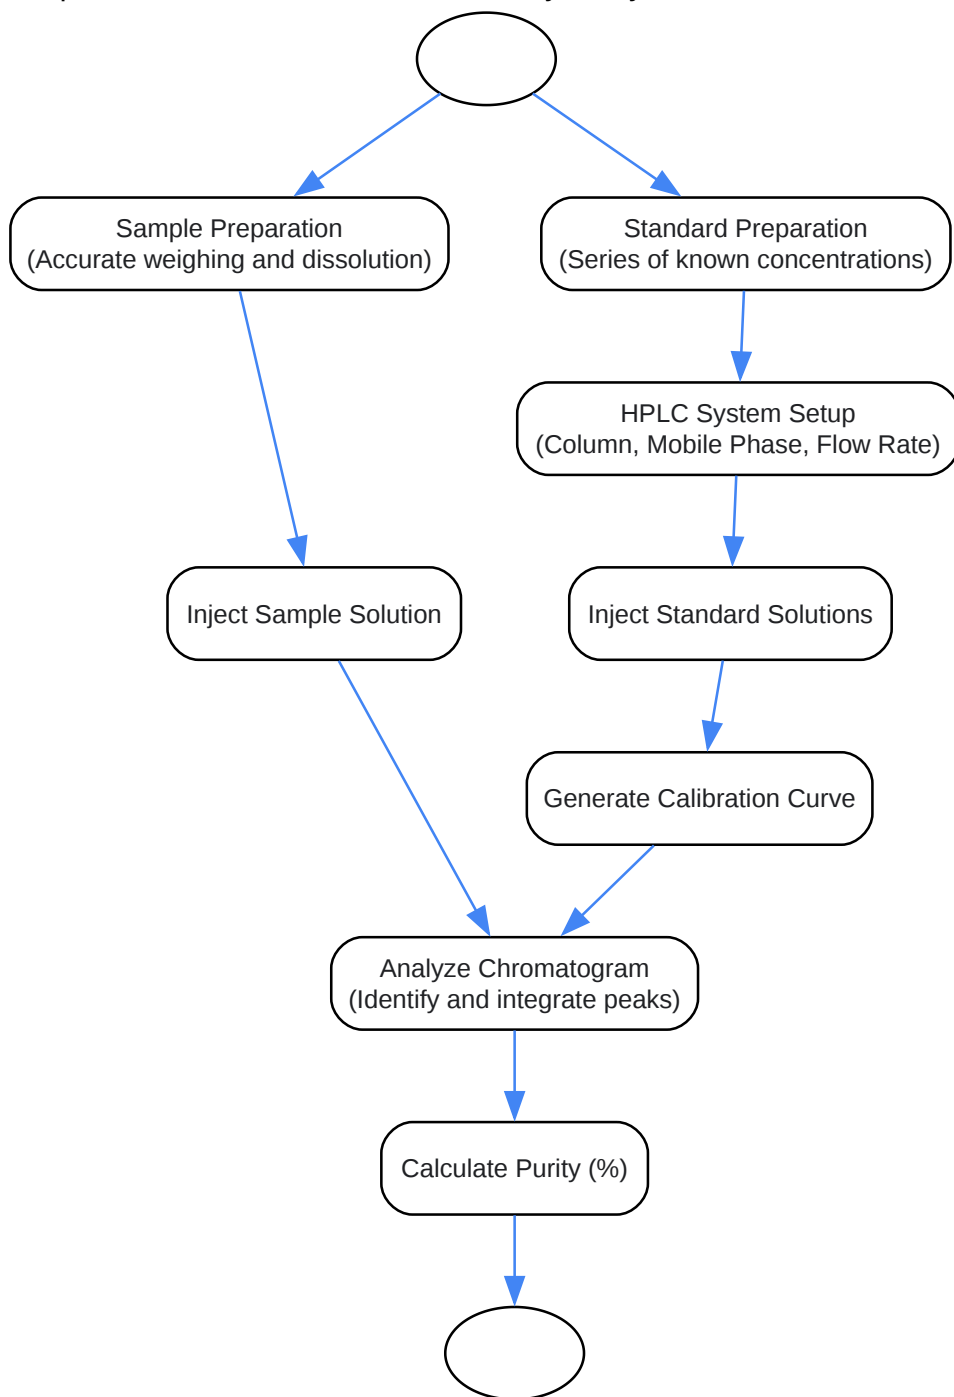 Sample Preparation
(Accurate weighing and dissolution)
Standard Preparation
(Series of known concentrations)
HPLC System Setup
(Column, Mobile Phase, Flow Rate)
Inject Sample Solution
Inject Standard Solutions
Generate Calibration Curve
Analyze Chromatogram
(Identify and integrate peaks)
Calculate Purity (%)